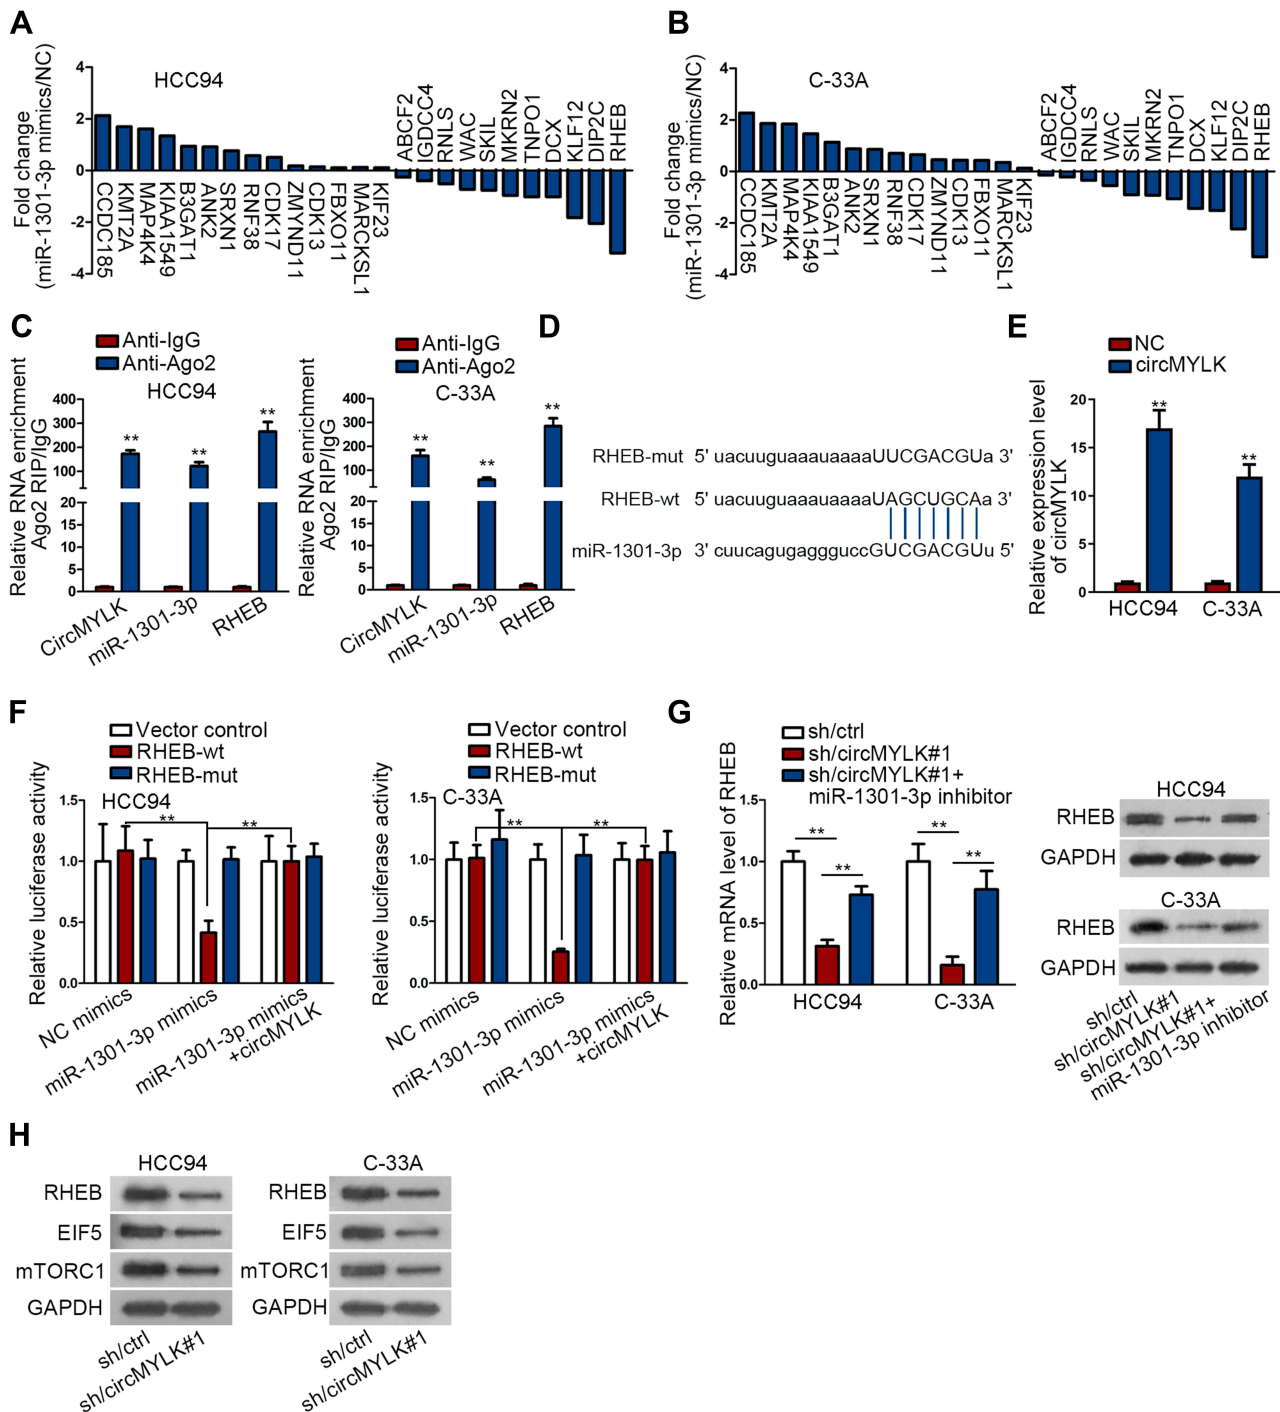 A
Fold change
(miR-1301-3p mimics/NC)
HCC94
4
2
0
-2
-4
CCDC185
KMT2A
MAP4K4
KIAA1549
B3GAT1
ANK2
SRXN1
RNF38
CDK17
ZMYND11
CDK13
FBXO11
MARCKSL1
KIF23
ABCF2
IGDCC4
RNLS
WAC
SKIL
MKRN2
TNPO1
DCX
KLF12
DIP2C
RHEB
B
Fold change
(miR-1301-3p mimics/NC)
C-33A
4
2
0
-2
-4
CCDC185
KMT2A
MAP4K4
KIAA1549
B3GAT1
ANK2
SRXN1
RNF38
CDK17
ZMYND11
CDK13
FBXO11
MARCKSL1
KIF23
ABCF2
IGDCC4
RNLS
WAC
SKIL
MKRN2
TNPO1
DCX
KLF12
DIP2C
RHEB
C
Relative RNA enrichment
Ago2 RIP/IgG
Anti-IgG
Anti-Ago2
HCC94
400
300
200
100
20
15
10
5
0
**
**
**
CircMYLK
miR-1301-3p
RHEB
Relative RNA enrichment
Ago2 RIP/IgG
Anti-IgG
Anti-Ago2
C-33A
400
300
200
100
20
15
10
5
0
**
**
**
CircMYLK
miR-1301-3p
RHEB
D
RHEB-mut 5' uacuuguaaauaaaaUUCGACGUa 3'
RHEB-wt 5' uacuuguaaauaaaaUAGCUGCAa 3'
miR-1301-3p 3' cuucagugaggguccGUCGACGUu 5'
E
NC
circMYLK
Relative expression level
of circMYLK
20
15
10
5
0
**
**
HCC94
C-33A
F
Vector control
RHEB-wt
RHEB-mut
HCC94
Relative luciferase activity
1.5
1.0
0.5
0.0
**
**
NC mimics
miR-1301-3p mimics
miR-1301-3p mimics
+circMYLK
Vector control
RHEB-wt
RHEB-mut
C-33A
Relative luciferase activity
1.5
1.0
0.5
0.0
**
**
NC mimics
miR-1301-3p mimics
miR-1301-3p mimics
+circMYLK
G
sh/ctrl
sh/circMYLK#1
sh/circMYLK#1+
miR-1301-3p inhibitor
Relative mRNA level of RHEB
1.5
1.0
0.5
0.0
**
**
**
**
HCC94
C-33A
HCC94
RHEB
GAPDH
C-33A
RHEB
GAPDH
sh/ctrl
sh/circMYLK#1
sh/circMYLK#1+
miR-1301-3p inhibitor
H
HCC94
RHEB
EIF5
mTORC1
GAPDH
sh/ctrl
sh/circMYLK#1
C-33A
RHEB
EIF5
mTORC1
GAPDH
sh/ctrl
sh/circMYLK#1